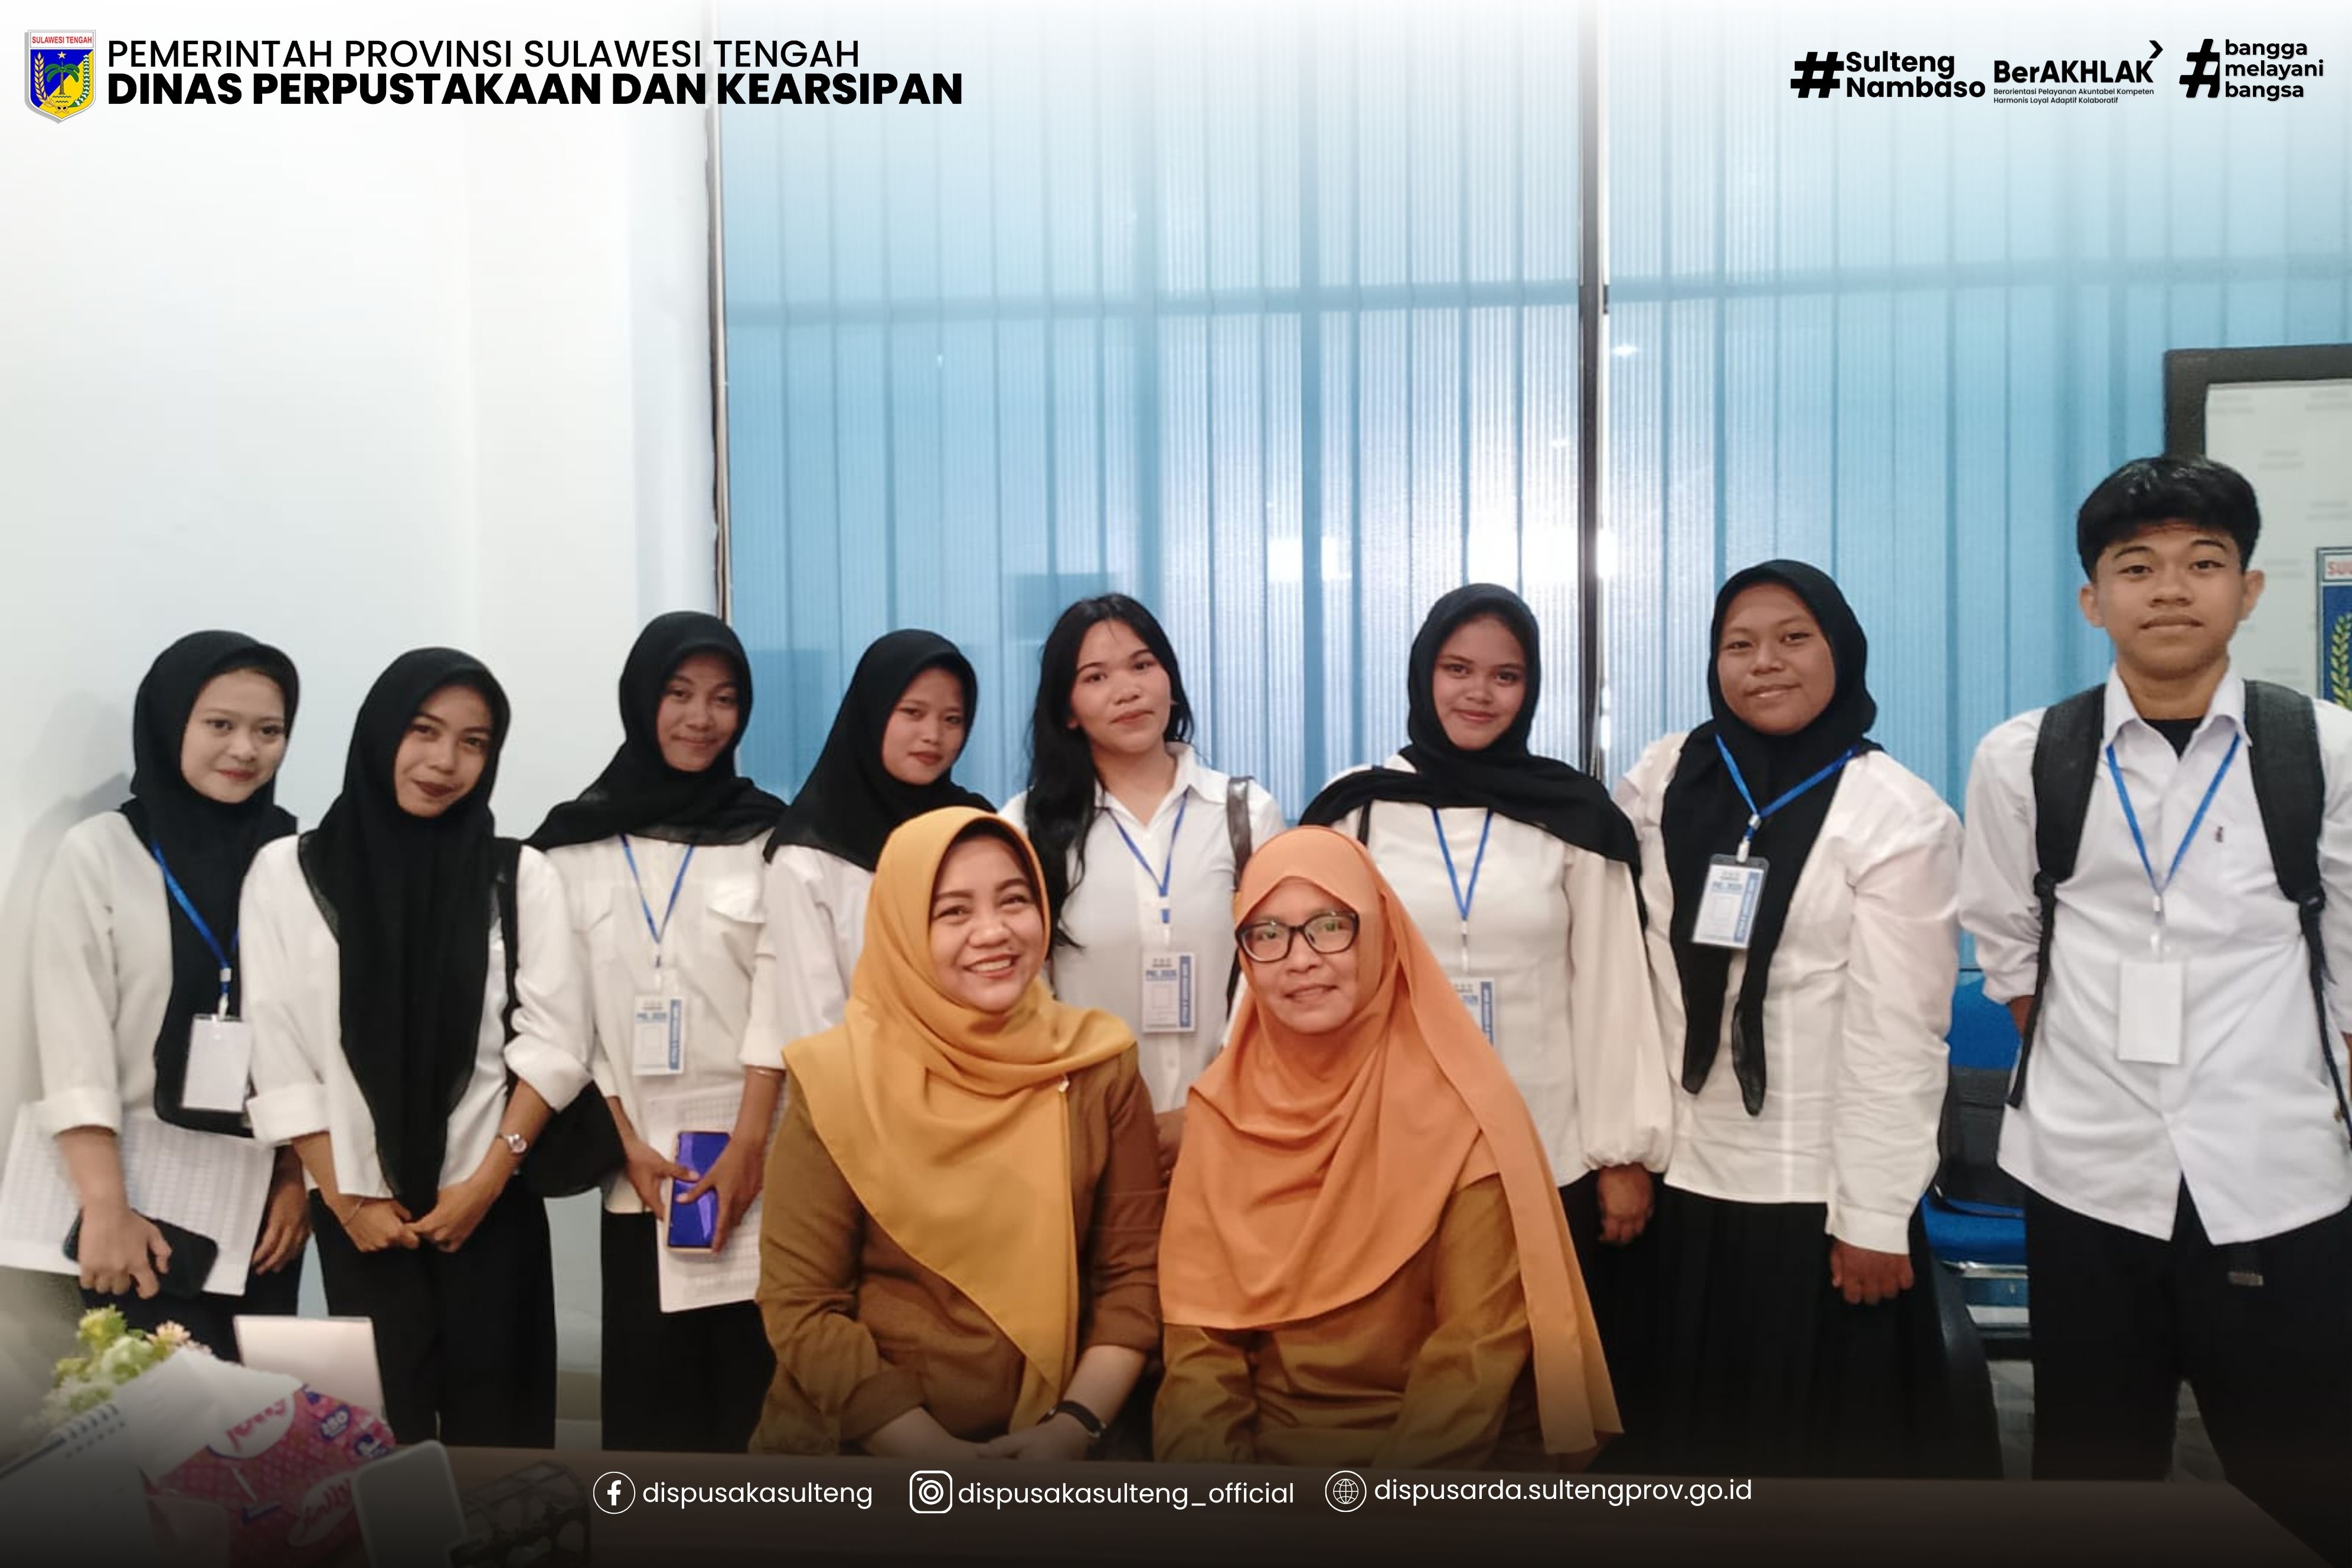 SULAWESI TENGAH
PEMERINTAH PROVINSI SULAWESI TENGAH
DINAS PERPUSTAKAAN DAN KEARSIPAN
#Sulteng
Nambaso
BerAKHLAK
Berorientasi Pelayanan Akuntabel Kompeten
Harmonis Loyal Adaptif Kolaboratif
#bangga
melayani
bangsa
dispusakasulteng
dispusakasulteng_official
dispusarda.sultengprov.go.id